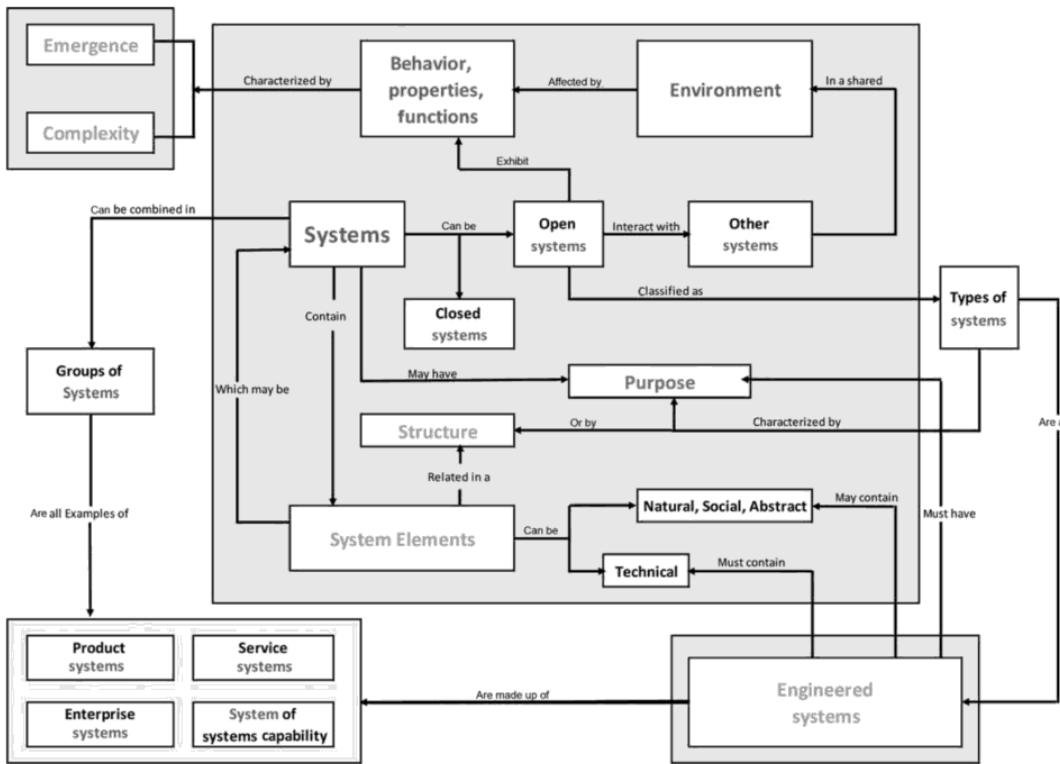 Emergence
Complexity
Characterized by
Behavior,
properties,
functions
Affected by
Environment
In a shared
Exhibit
Can be combined in
Systems
Can be
Open
systems
Interact with
Other
systems
Classified as
Types of
systems
Contain
Closed
systems
Groups of
Systems
Which may be
May have
Purpose
Structure
Or by
Characterized by
Are a
Related in a
System Elements
Can be
Natural, Social, Abstract
May contain
Must have
Are all Examples of
Technical
Must contain
Product
systems
Service
systems
Enterprise
systems
System of
systems capability
Are made up of
Engineered
systems